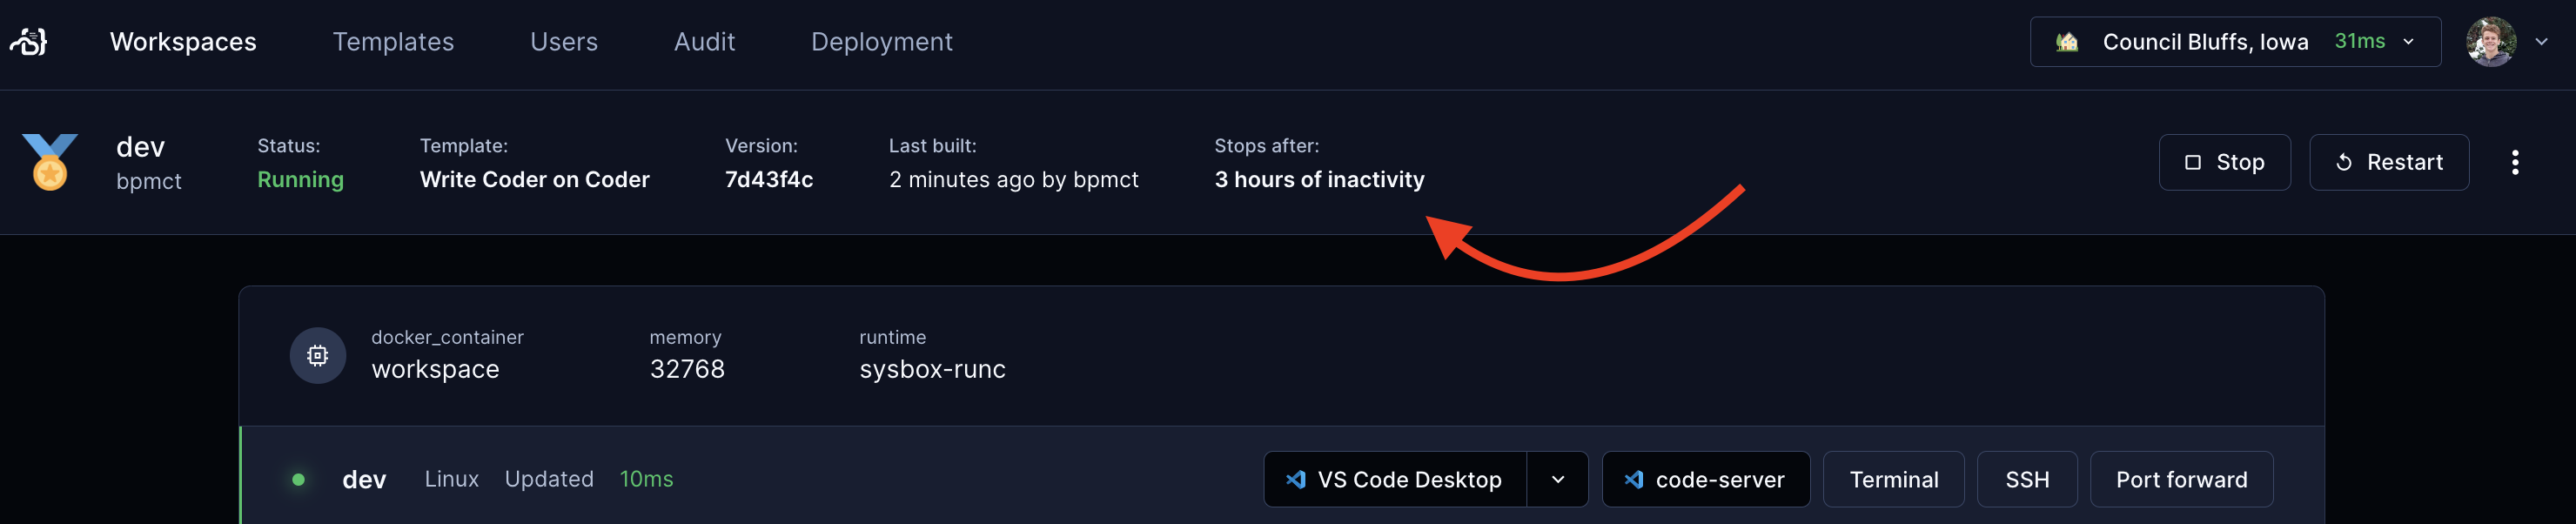 Workspaces Templates Users Audit Deployment Council Bluffs, Iowa 31ms
dev Status: Template: Version: Last built: Stops after:
bpmct Running Write Coder on Coder 7d43f4c 2 minutes ago by bpmct 3 hours of inactivity Stop Restart
docker_container memory runtime
workspace 32768 sysbox-runc
dev Linux Updated 10ms VS Code Desktop code-server Terminal SSH Port forward